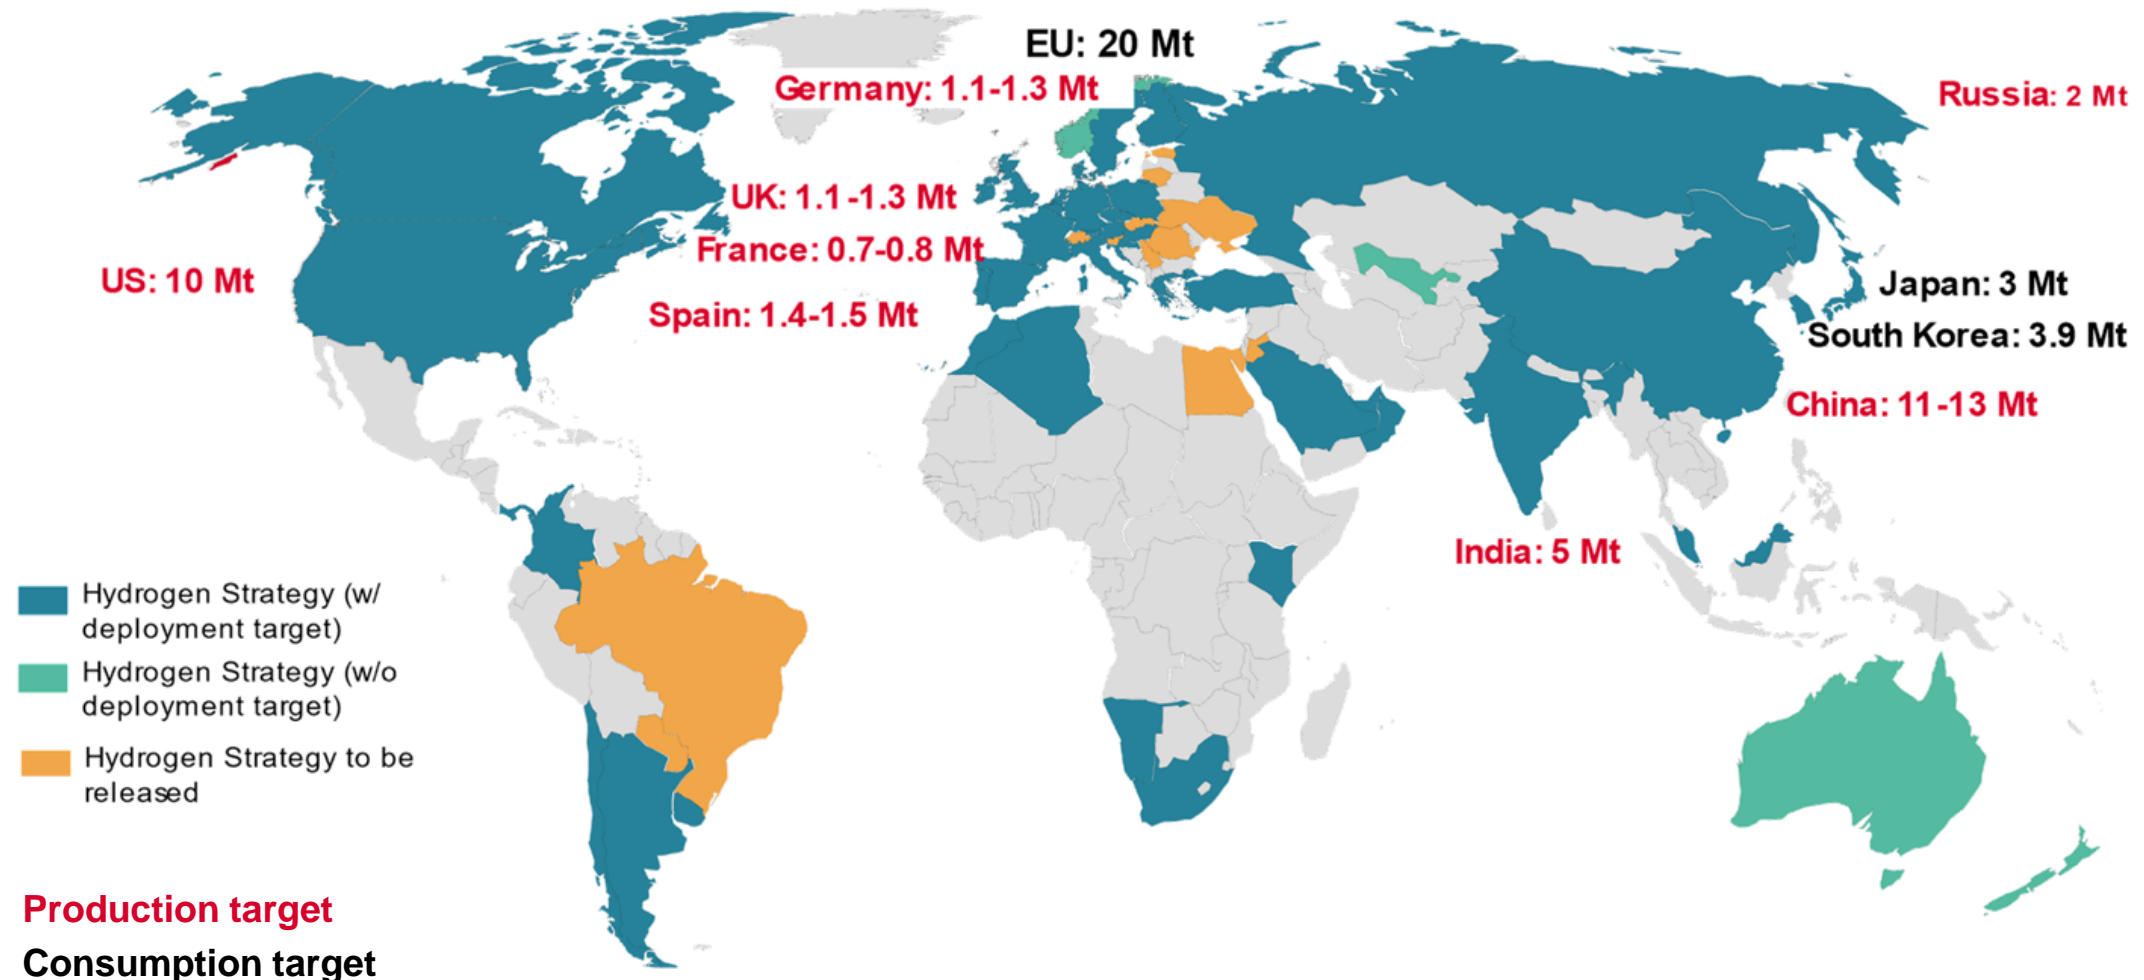 EU: 20 Mt
Germany: 1.1-1.3 Mt
Russia: 2 Mt
UK: 1.1-1.3 Mt
France: 0.7-0.8 Mt
US: 10 Mt
Spain: 1.4-1.5 Mt
Japan: 3 Mt
South Korea: 3.9 Mt
China: 11-13 Mt
India: 5 Mt
Hydrogen Strategy (w/
deployment target)
Hydrogen Strategy (w/o
deployment target)
Hydrogen Strategy to be
released
Production target
Consumption target